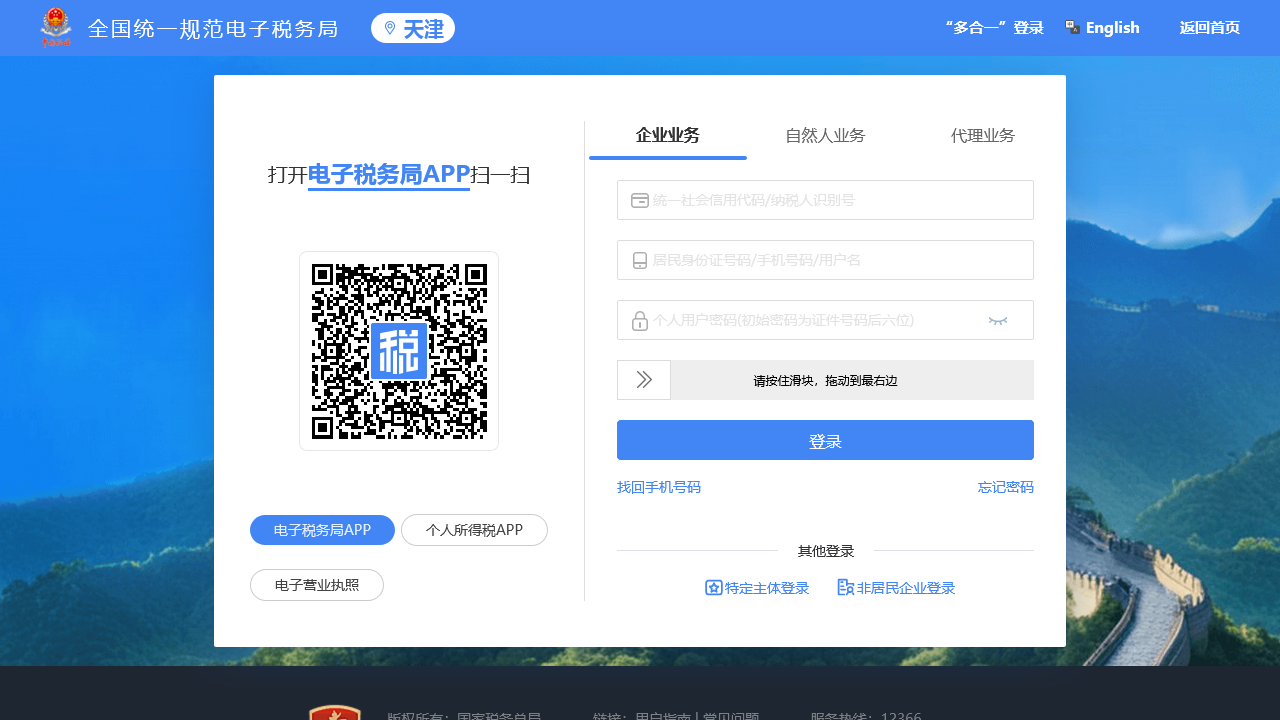 全国统一规范电子税务局
天津
“多合一”登录
English
返回首页
打开电子税务局APP扫一扫
税
电子税务局APP
个人所得税APP
电子营业执照
企业业务
自然人业务
代理业务
统一社会信用代码/纳税人识别号
居民身份证号码/手机号码/用户名
个人用户密码(初始密码为证件号码后六位)
请按住滑块，拖动到最右边
登录
找回手机号码
忘记密码
其他登录
特定主体登录
非居民企业登录
版权所有：国家税务总局
链接：用户指南 | 常见问题
服务热线：12366